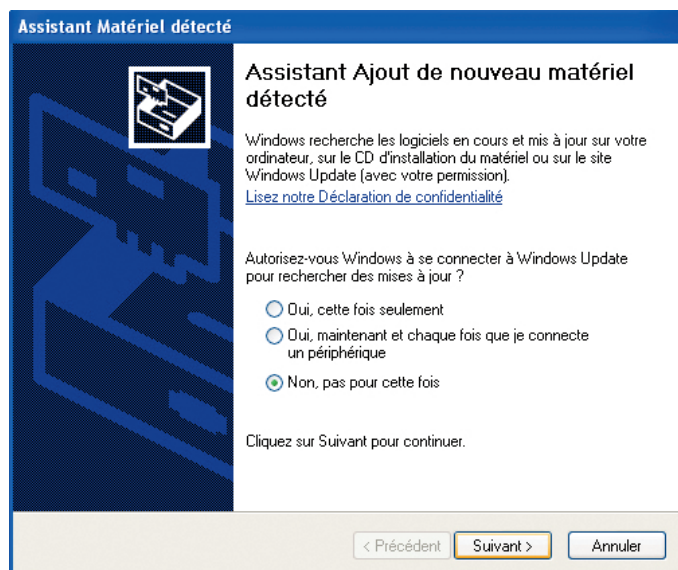 Assistant Matériel détecté
Assistant Ajout de nouveau matériel
détecté
Windows recherche les logiciels en cours et mis à jour sur votre
ordinateur, sur le CD d'installation du matériel ou sur le site
Windows Update (avec votre permission).
Lisez notre Déclaration de confidentialité
Autorisez-vous Windows à se connecter à Windows Update
pour rechercher des mises à jour ?
Oui, cette fois seulement
Oui, maintenant et chaque fois que je connecte
un périphérique
Non, pas pour cette fois
Cliquez sur Suivant pour continuer.
< Précédent Suivant > Annuler